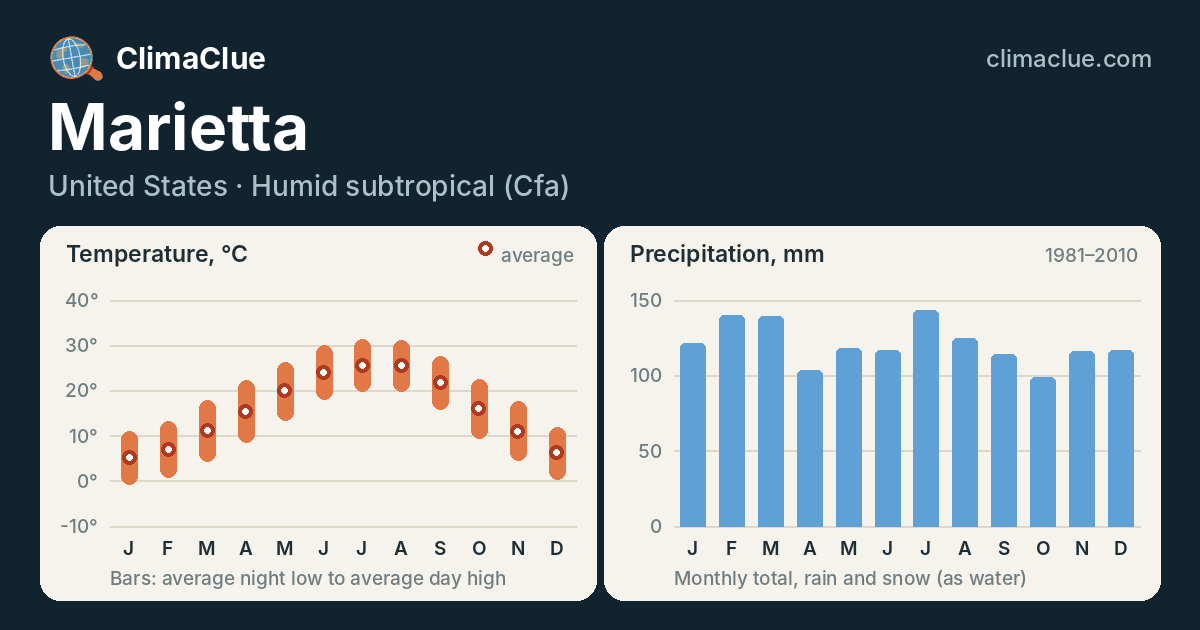 ClimaClue
climaclue.com
Marietta
United States · Humid subtropical (Cfa)
Temperature, °C
average
40°
30°
20°
10°
0°
-10°
J F M A M J J A S O N D
Bars: average night low to average day high
Precipitation, mm
1981–2010
150
100
50
0
J F M A M J J A S O N D
Monthly total, rain and snow (as water)